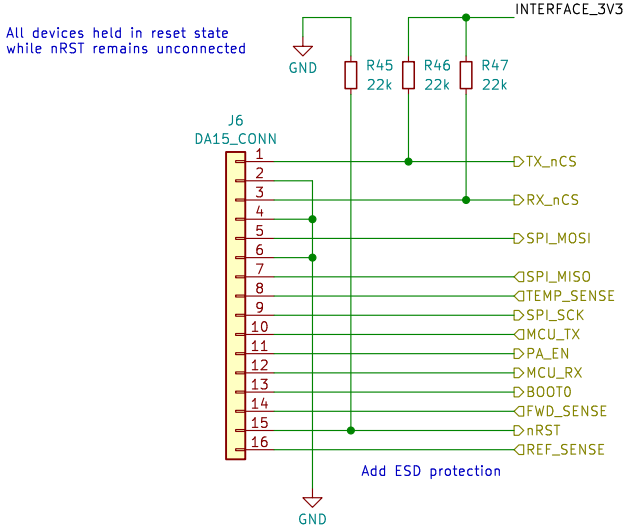 INTERFACE_3V3
All devices held in reset state
while nRST remains unconnected
GND
R45
22k
R46
22k
R47
22k
J6
DA15_CONN
1
TX_nCS
2
3
RX_nCS
4
5
SPI_MOSI
6
7
SPI_MISO
8
TEMP_SENSE
9
SPI_SCK
10
MCU_TX
11
PA_EN
12
MCU_RX
13
BOOT0
14
FWD_SENSE
15
nRST
16
REF_SENSE
Add ESD protection
GND